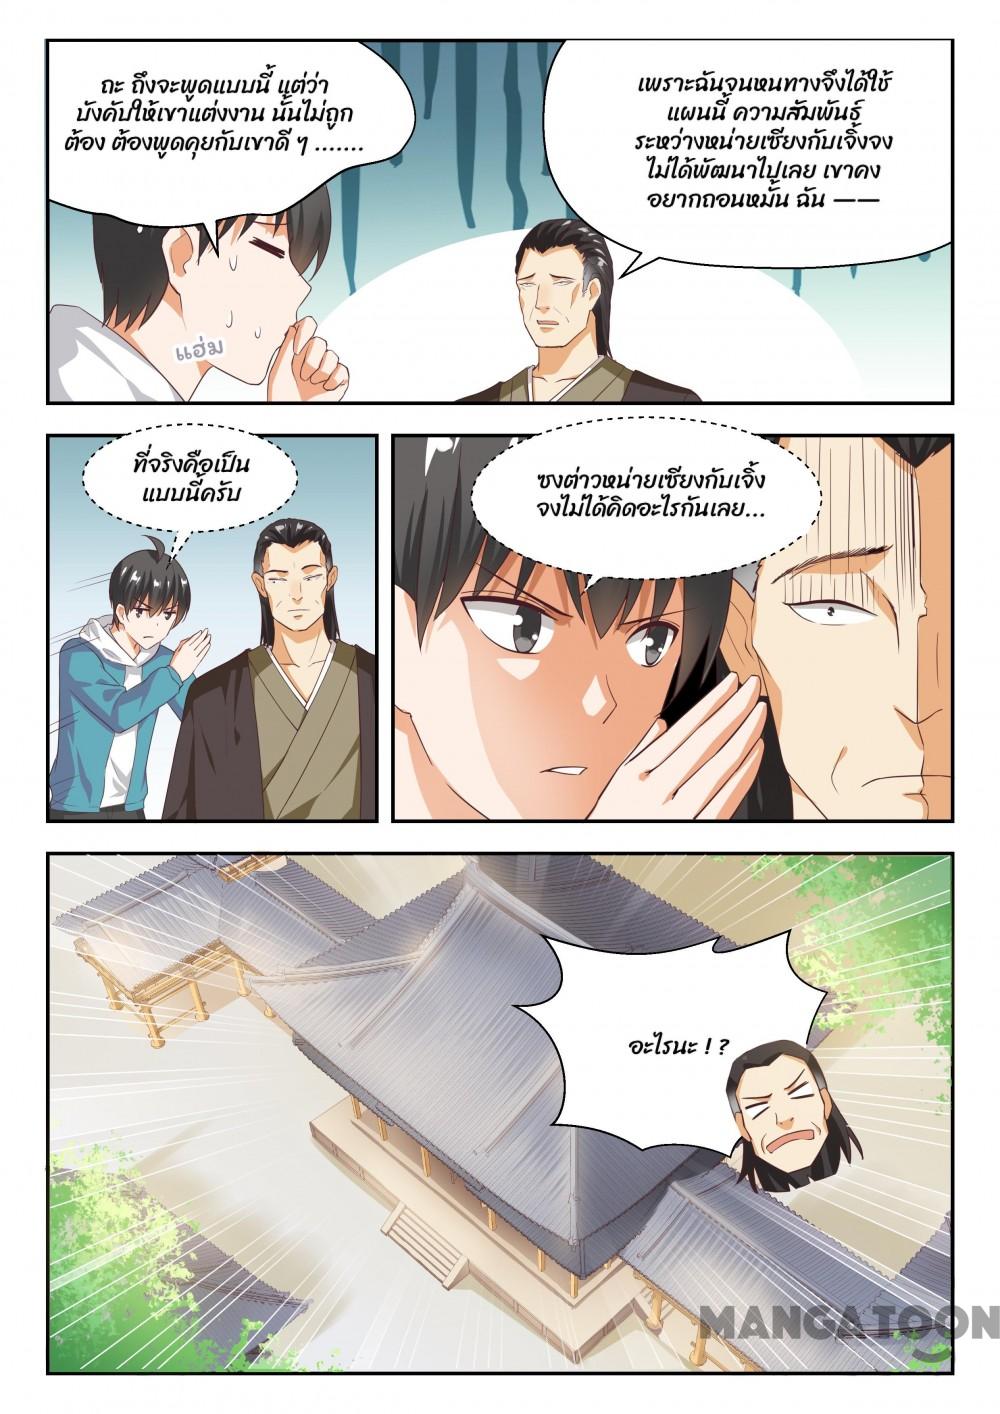 ถะ ถึงจะพูดแบบนี้ แต่ว่า
บังคับให้เขาแต่งงาน นั้นไม่ถูก
ต้อง ต้องพูดคุยกับเขาดี ๆ .......
เพราะฉันจนหนทางจึงได้ใช้
แผนนี้ ความสัมพันธ์
ระหว่างหน่ายเซียงกับเจิ้งจง
ไม่ได้พัฒนาไปเลย เขาคง
อยากถอนหมั้น ฉัน ——
แฮ่ม
ที่จริงคือเป็น
แบบนี้ครับ
ซงต่าวหน่ายเซียงกับเจิ้ง
จงไม่ได้คิดอะไรกันเลย...
อะไรนะ ! ?
MANGATOON